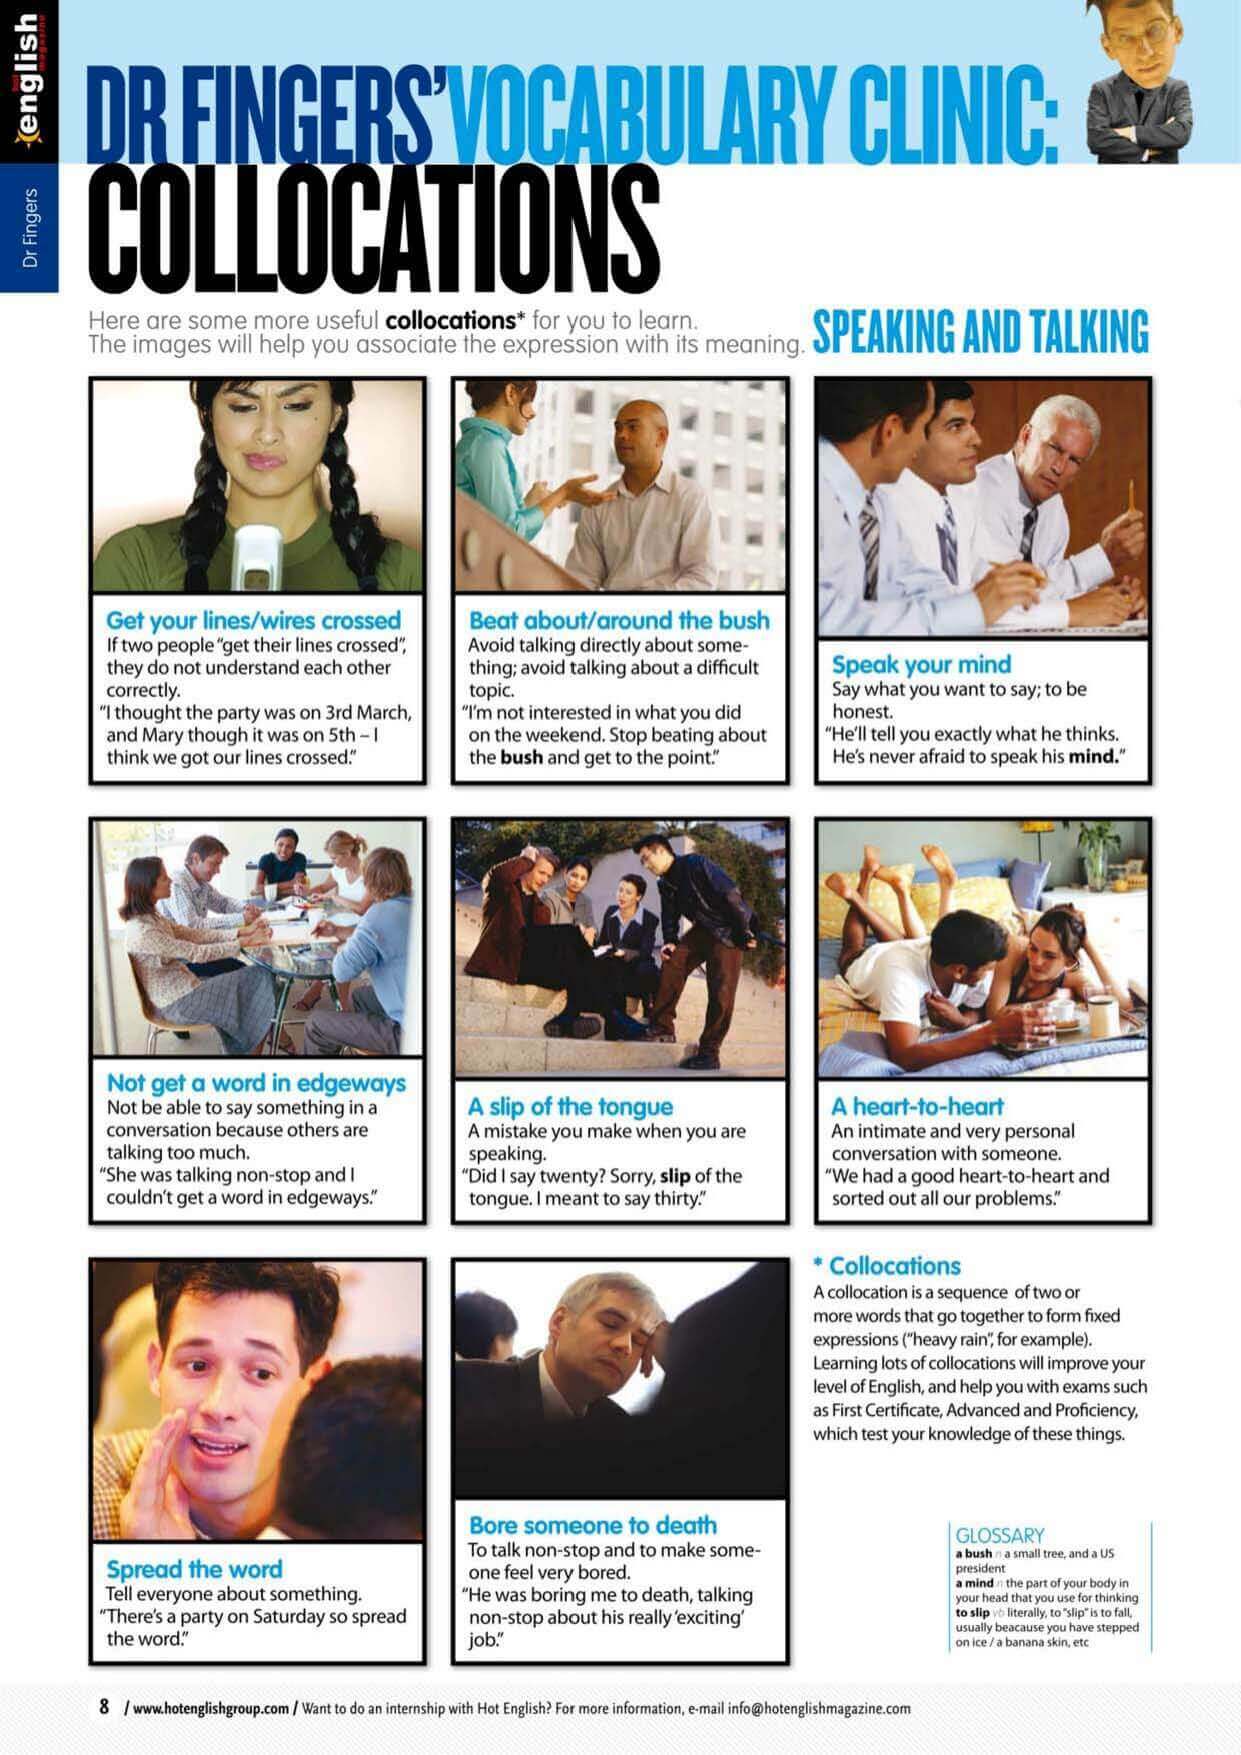 hot english magazine
Dr Fingers
DR FINGERS' VOCABULARY CLINIC:
COLLOCATIONS
Here are some more useful collocations* for you to learn.
The images will help you associate the expression with its meaning.
SPEAKING AND TALKING
Get your lines/wires crossed
If two people "get their lines crossed",
they do not understand each other
correctly.
"I thought the party was on 3rd March,
and Mary though it was on 5th – I
think we got our lines crossed."
Beat about/around the bush
Avoid talking directly about some-
thing; avoid talking about a difficult
topic.
"I'm not interested in what you did
on the weekend. Stop beating about
the bush and get to the point."
Speak your mind
Say what you want to say; to be
honest.
"He'll tell you exactly what he thinks.
He's never afraid to speak his mind."
Not get a word in edgeways
Not be able to say something in a
conversation because others are
talking too much.
"She was talking non-stop and I
couldn't get a word in edgeways."
A slip of the tongue
A mistake you make when you are
speaking.
"Did I say twenty? Sorry, slip of the
tongue. I meant to say thirty."
A heart-to-heart
An intimate and very personal
conversation with someone.
"We had a good heart-to-heart and
sorted out all our problems."
Spread the word
Tell everyone about something.
"There's a party on Saturday so spread
the word."
Bore someone to death
To talk non-stop and to make some-
one feel very bored.
"He was boring me to death, talking
non-stop about his really 'exciting'
job."
* Collocations
A collocation is a sequence of two or
more words that go together to form fixed
expressions ("heavy rain", for example).
Learning lots of collocations will improve your
level of English, and help you with exams such
as First Certificate, Advanced and Proficiency,
which test your knowledge of these things.
GLOSSARY
a bush n a small tree, and a US
president
a mind n the part of your body in
your head that you use for thinking
to slip vb literally, to "slip" is to fall,
usually beacause you have stepped
on ice / a banana skin, etc
8 / www.hotenglishgroup.com / Want to do an internship with Hot English? For more information, e-mail info@hotenglishmagazine.com